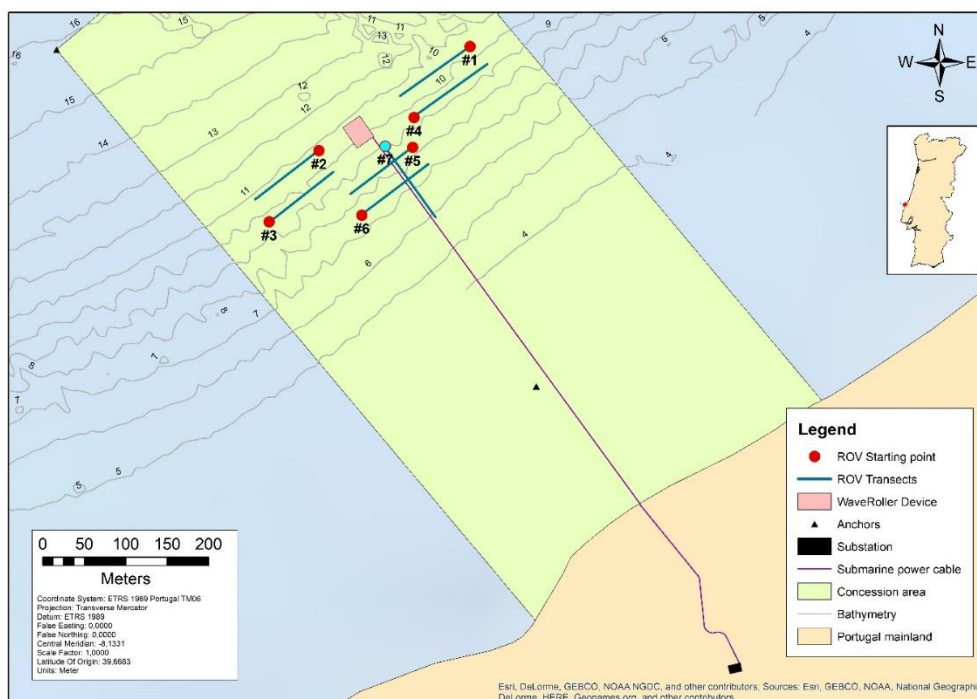 11
15
16
11
13
11
9
5
4
16
12
10
#1
N
W E
S
15
12
10
12
14
13
#4
4
#7
#5
#2
11
#3
#6
4
6
4
8
7
8
7
7
5
5
Legend
ROV Starting point
ROV Transects
WaveRoller Device
Anchors
Substation
Submarine power cable
Concession area
Bathymetry
Portugal mainland
0 50 100 150 200
Meters
Coordinate System: ETRS 1989 Portugal TM06
Projection: Transverse Mercator
Datum: ETRS 1989
False Easting: 0,0000
False Northing: 0,0000
Central Meridian: -8,1331
Scale Factor: 1,0000
Latitude Of Origin: 39,6683
Units: Meter
Esri, DeLorme, GEBCO, NOAA NGDC, and other contributors; Sources: Esri, GEBCO, NOAA, National Geographic,
DeLorme, HERE, Geonames.org, and other contributors